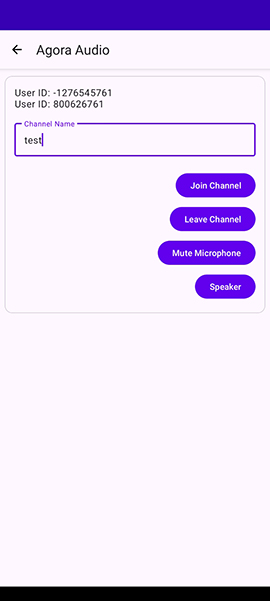 Agora Audio
User ID: -1276545761
User ID: 800626761
Channel Name
test
Join Channel
Leave Channel
Mute Microphone
Speaker